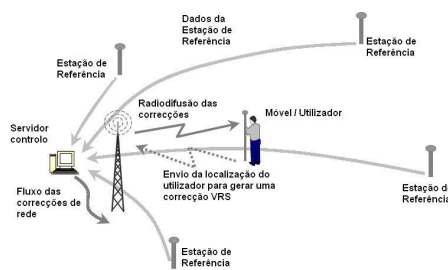 Dados da
Estação de
Referência
Estação de
Referência
Estação de
Referência
Radiodifusão das
correcções
Móvel / Utilizador
Servidor
controlo
Envio da localização do
utilizador para gerar uma
correcção VRS
Fluxo das
correcções de
rede
Estação de
Referência
Estação de
Referência